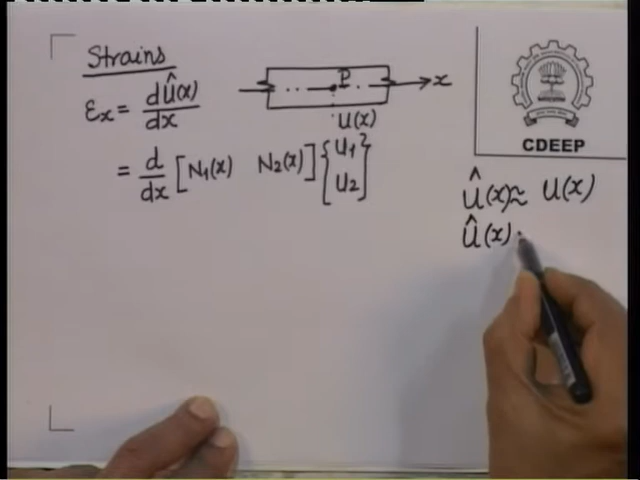 Strains
εₓ = dû(x)/dx
P x
u(x)
= d/dx [N₁(x) N₂(x)] {u₁ u₂}
CDEEP
û(x) ≈ u(x)
û(x)